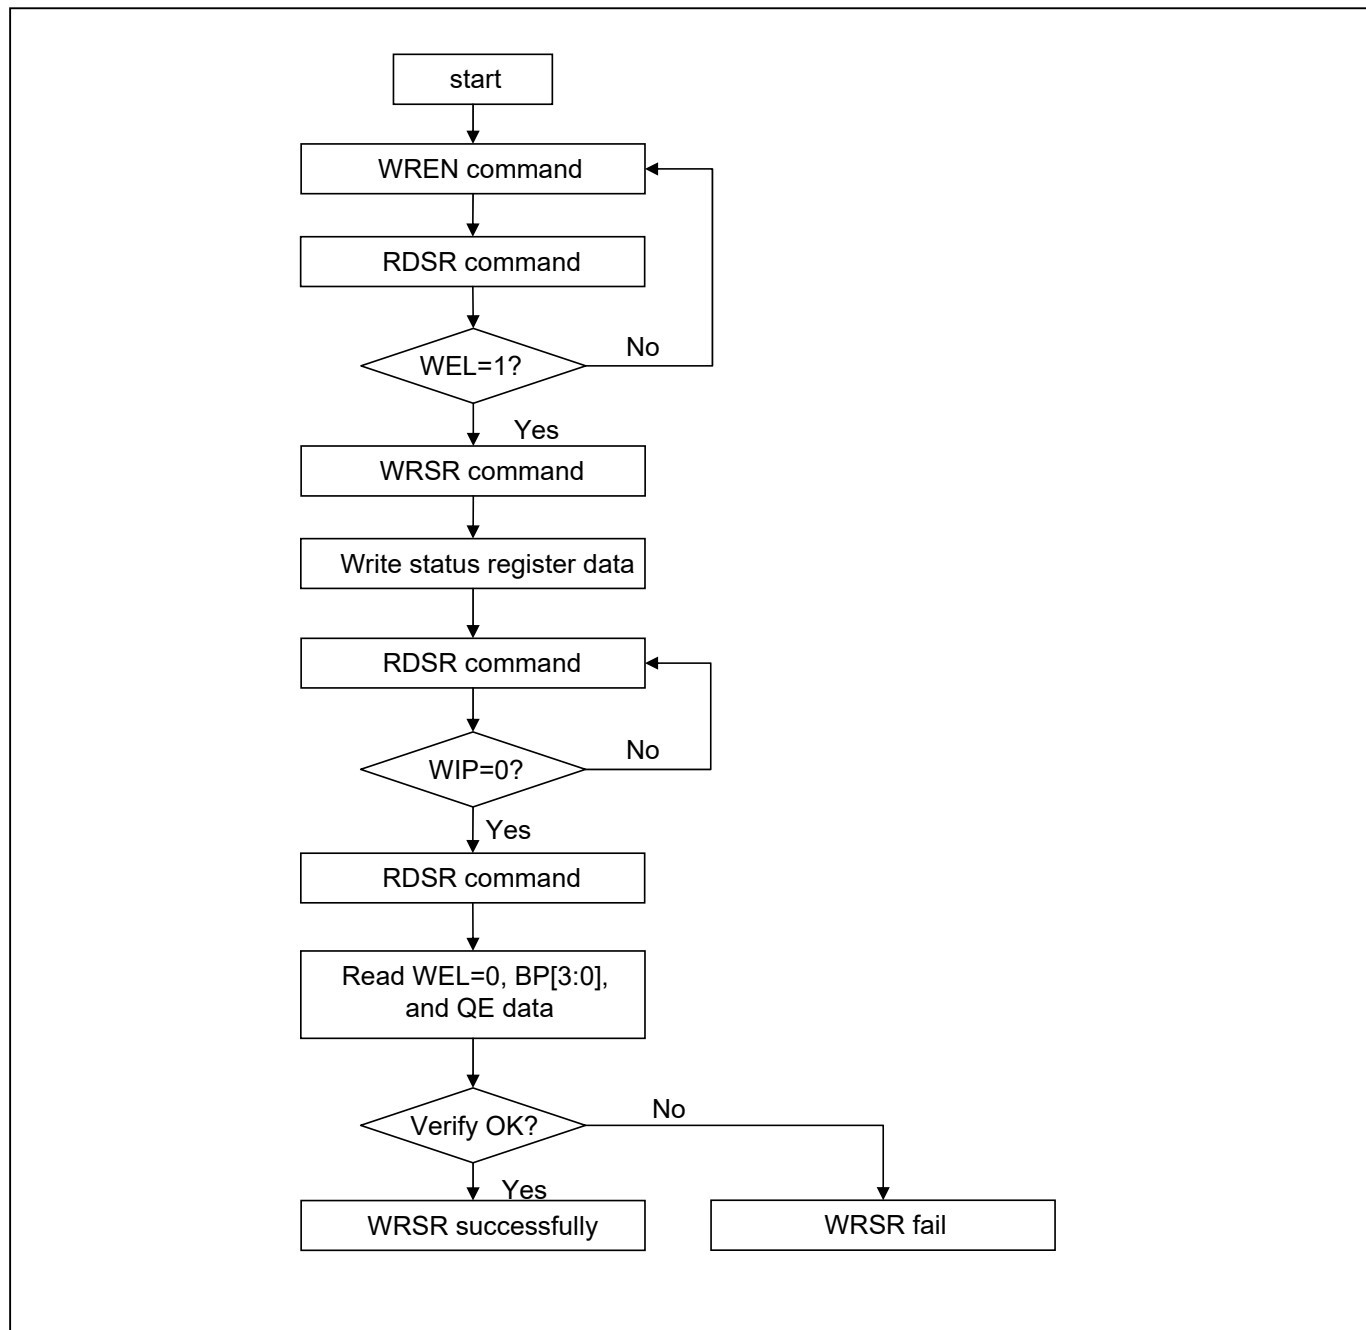 start
WREN command
RDSR command
WEL=1?
No
Yes
WRSR command
Write status register data
RDSR command
WIP=0?
No
Yes
RDSR command
Read WEL=0, BP[3:0],
and QE data
Verify OK?
No
Yes
WRSR successfully
WRSR fail